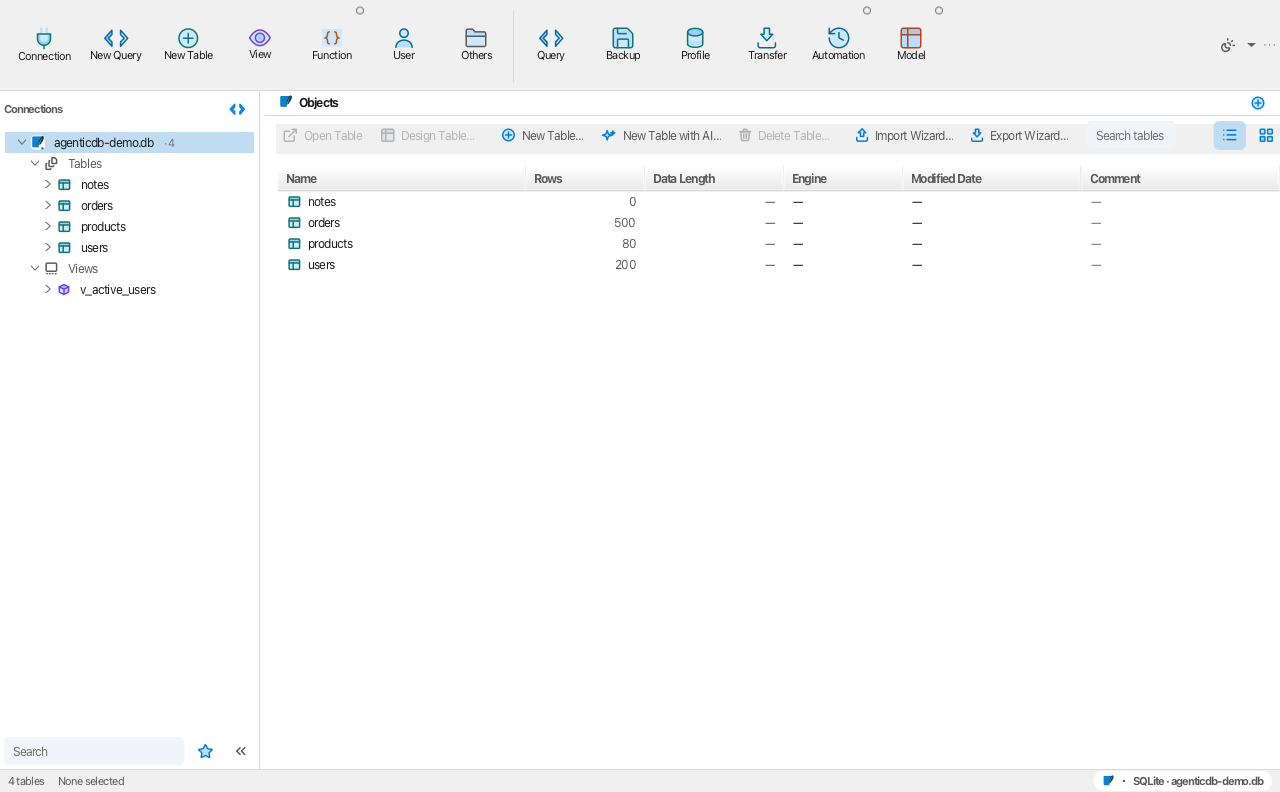 Connection New Query New Table View Function User Others Query Backup Profile Transfer Automation Model
Connections
Objects
Open Table Design Table... New Table... New Table with AI... Delete Table... Import Wizard... Export Wizard... Search tables
agenticdb-demo.db · 4
Tables
notes
orders
products
users
Views
v_active_users
Name Rows Data Length Engine Modified Date Comment
notes 0 — — — —
orders 500 — — — —
products 80 — — — —
users 200 — — — —
Search
4 tables None selected
SQLite · agenticdb-demo.db